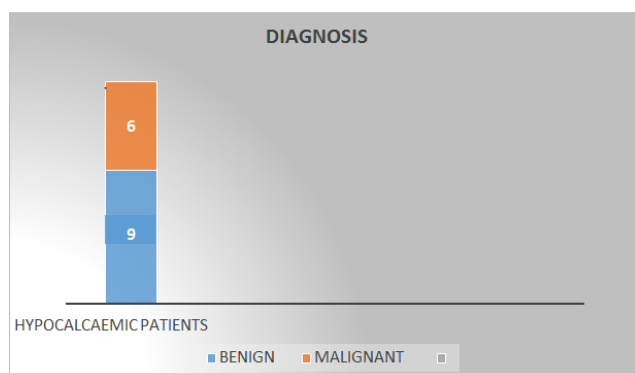 DIAGNOSIS
6
9
HYPOCALCAEMIC PATIENTS
BENIGN MALIGNANT